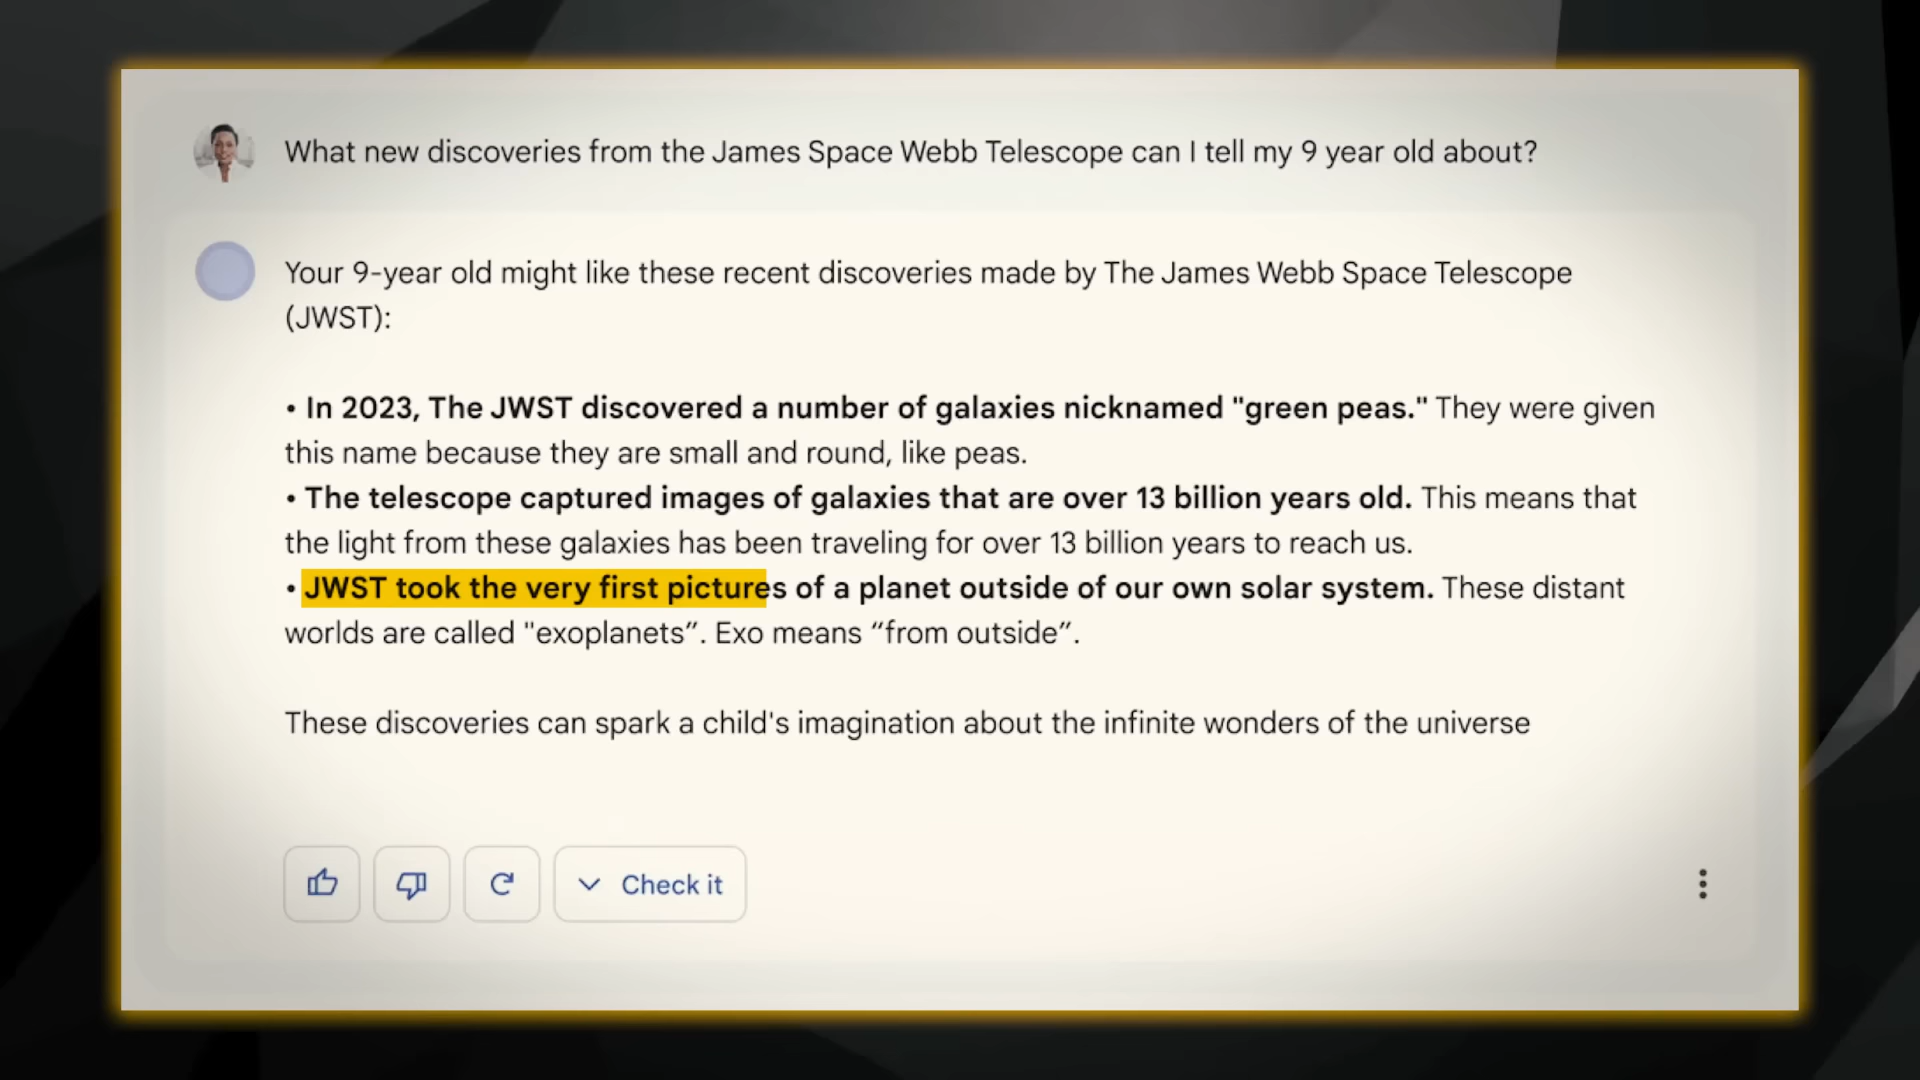 What new discoveries from the James Space Webb Telescope can I tell my 9 year old about?
Your 9-year old might like these recent discoveries made by The James Webb Space Telescope
(JWST):
• In 2023, The JWST discovered a number of galaxies nicknamed "green peas." They were given
this name because they are small and round, like peas.
• The telescope captured images of galaxies that are over 13 billion years old. This means that
the light from these galaxies has been traveling for over 13 billion years to reach us.
• JWST took the very first pictures of a planet outside of our own solar system. These distant
worlds are called "exoplanets”. Exo means “from outside”.
These discoveries can spark a child's imagination about the infinite wonders of the universe
Check it